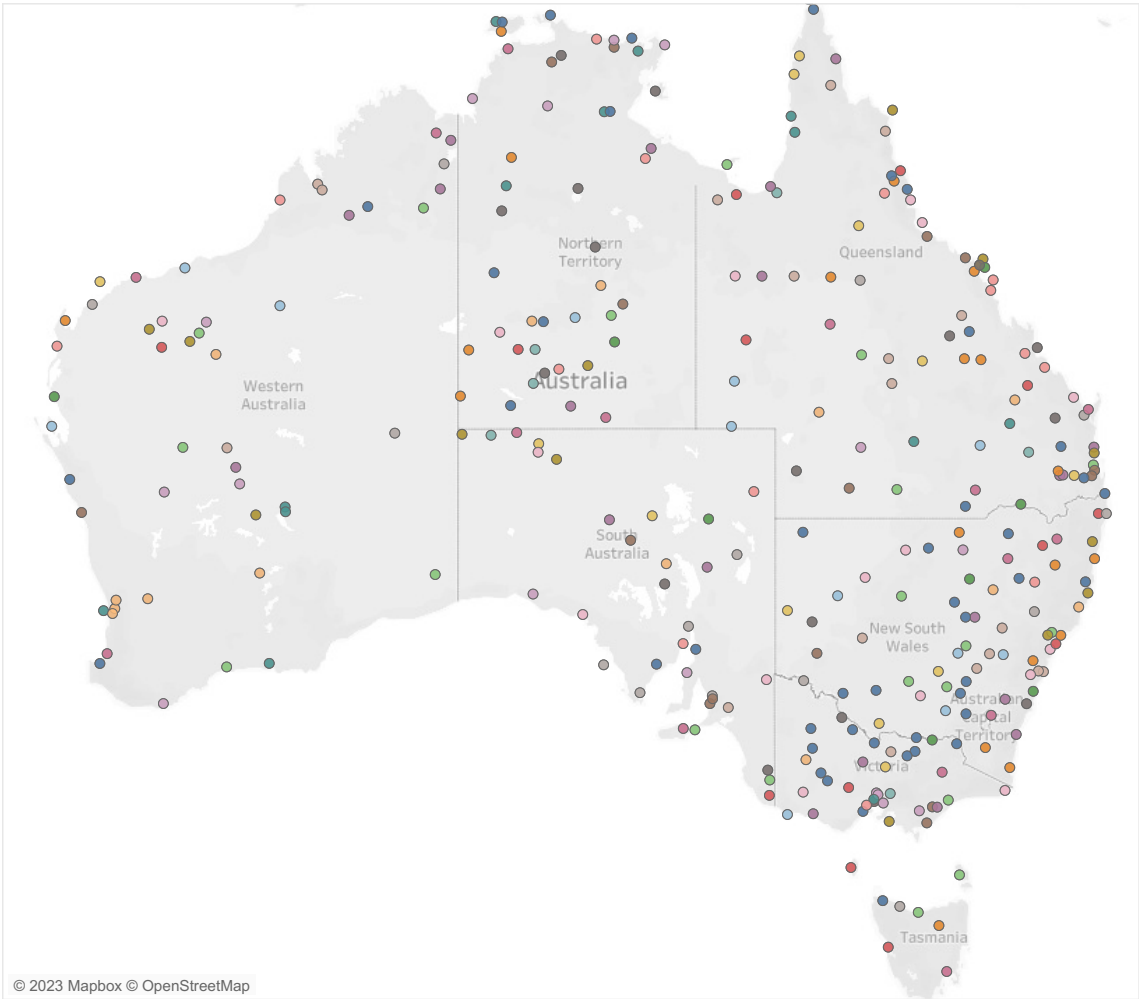 Northern
Territory
Queensland
Western
Australia
Australia
South
Australia
New South
Wales
Australian
Capital
Territory
Victoria
Tasmania
© 2023 Mapbox © OpenStreetMap